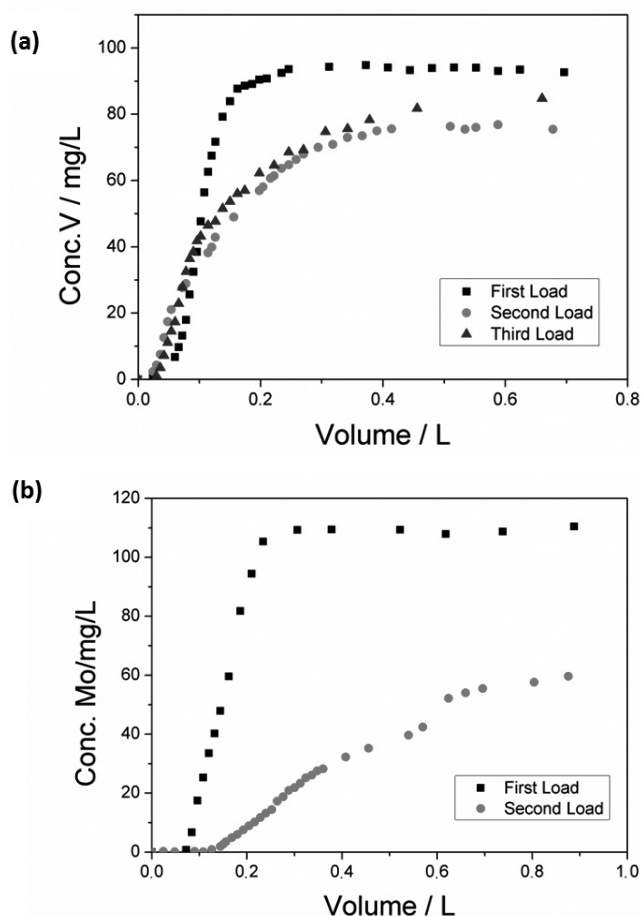 (a)
Conc.V / mg/L
100
80
60
40
20
0
First Load
Second Load
Third Load
0.0
0.2
0.4
0.6
0.8
Volume / L
(b)
Conc. Mo/mg/L
120
100
80
60
40
20
0
First Load
Second Load
0.0
0.2
0.4
0.6
0.8
1.0
Volume / L